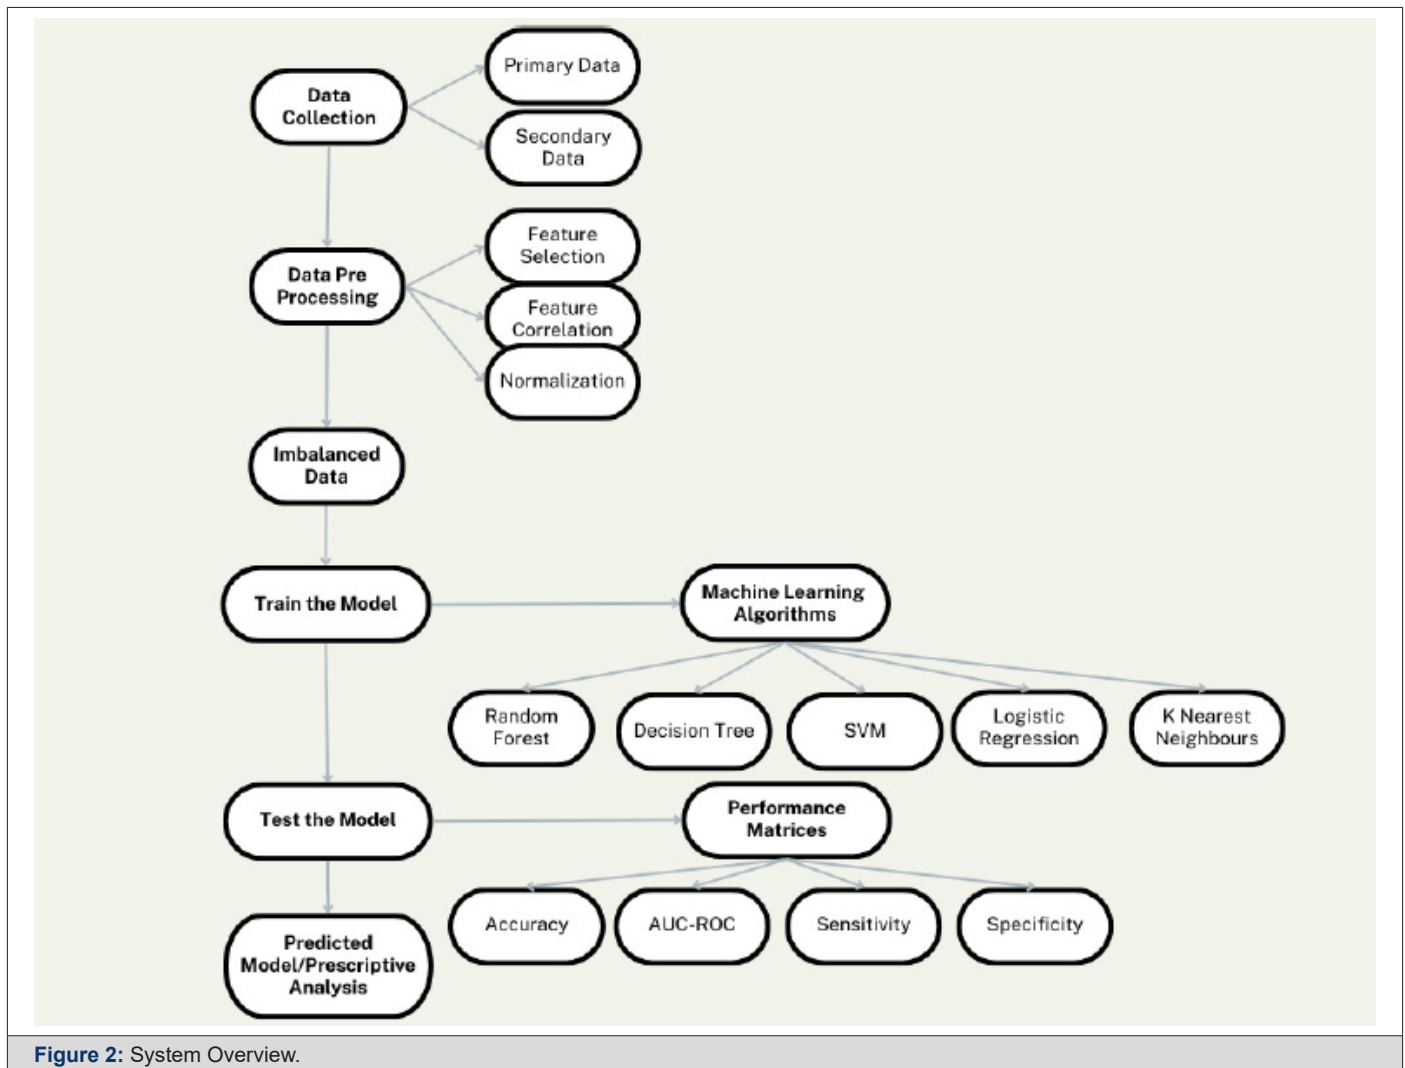 Data
Collection
Primary Data
Secondary
Data
Data Pre
Processing
Feature
Selection
Feature
Correlation
Normalization
Imbalanced
Data
Train the Model
Machine Learning
Algorithms
Random
Forest
Decision Tree
SVM
Logistic
Regression
K Nearest
Neighbours
Test the Model
Performance
Matrices
Accuracy
AUC-ROC
Sensitivity
Specificity
Predicted
Model/Prescriptive
Analysis
Figure 2: System Overview.